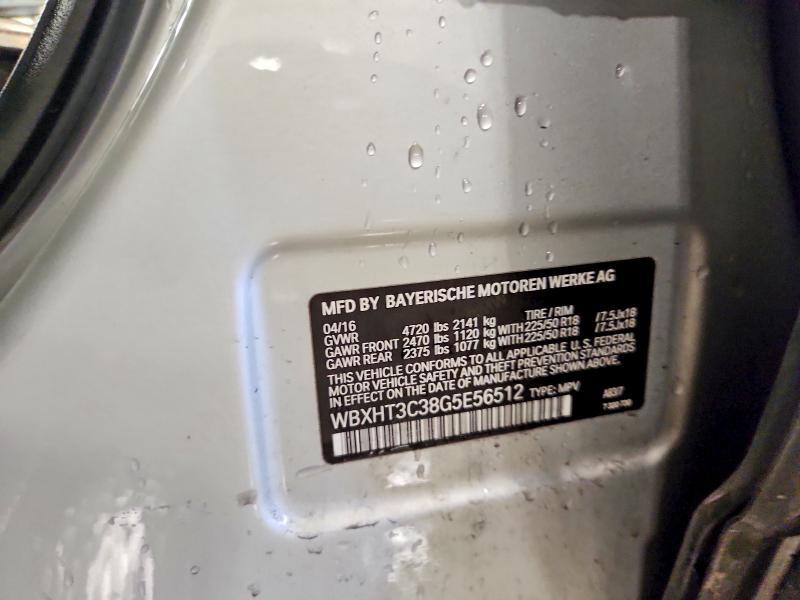 MFD BY BAYERISCHE MOTOREN WERKE AG
04/16 TIRE / RIM
GVWR 4720 lbs 2141 kg
GAWR FRONT 2470 lbs 1120 kg WITH 225/50 R18 /7.5Jx18
GAWR REAR 2375 lbs 1077 kg WITH 225/50 R18 /7.5Jx18
THIS VEHICLE CONFORMS TO ALL APPLICABLE U.S. FEDERAL
MOTOR VEHICLE SAFETY AND THEFT PREVENTION STANDARDS
IN EFFECT ON THE DATE OF MANUFACTURE SHOWN ABOVE.
WBXHT3C38G5E56512 TYPE: MPV